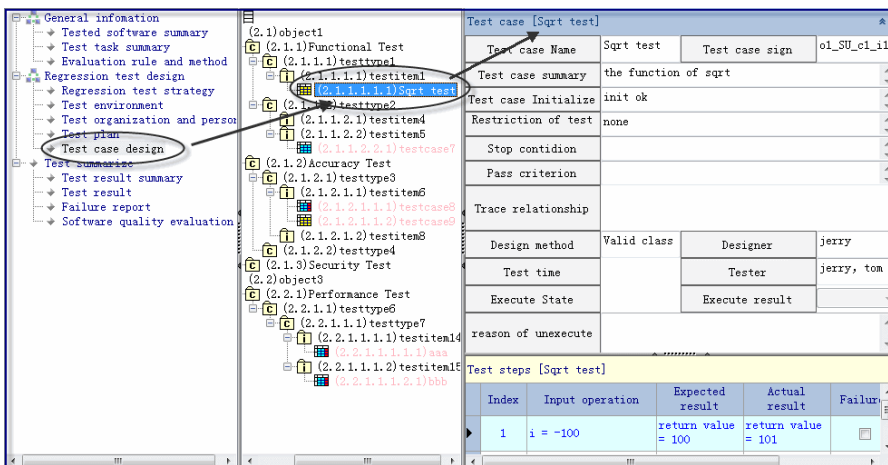 General infomation
Tested software summary
Test task summary
Evaluation rule and method
Regression test design
Regression test strategy
Test environment
Test organization and person
Test plan
Test case design
Test summarize
Test result summary
Test result
Failure report
Software quality evaluation
(2.1)object1
(2.1.1)Functional Test
(2.1.1.1)testtype1
(2.1.1.1.1)testitem1
(2.1.1.1.1.1)Sqrt test
testtype2
(2.1.1.2.1)testitem4
(2.1.1.2.2)testitem5
(2.1.1.2.2.1)testcase7
(2.1.2)Accuracy Test
(2.1.2.1)testtype3
(2.1.2.1.1)testitem6
(2.1.2.1.1.1)testcase8
(2.1.2.1.1.2)testcase9
(2.1.2.1.2)testitem8
(2.1.2.2)testtype4
(2.1.3)Security Test
(2.2)object3
(2.2.1)Performance Test
(2.2.1.1)testtype6
(2.2.1.1.1)testtype7
(2.2.1.1.1.1)testitem14
(2.2.1.1.1.1.1)aaa
(2.2.1.1.1.2)testitem15
(2.2.1.1.1.2.1)bbb
Test case [Sqrt test]
Test case Name Sqrt test Test case sign o1_SU_c1_i1
Test case summary the function of sqrt
Test case Initialize init ok
Restriction of test none
Stop contidion
Pass criterion
Trace relationship
Design method Valid class Designer jerry
Test time Tester jerry, tom
Execute State Execute result
reason of unexecute
Test steps [Sqrt test]
Index Input operation Expected result Actual result Failure
1 i = -100 return value = 100 return value = 101